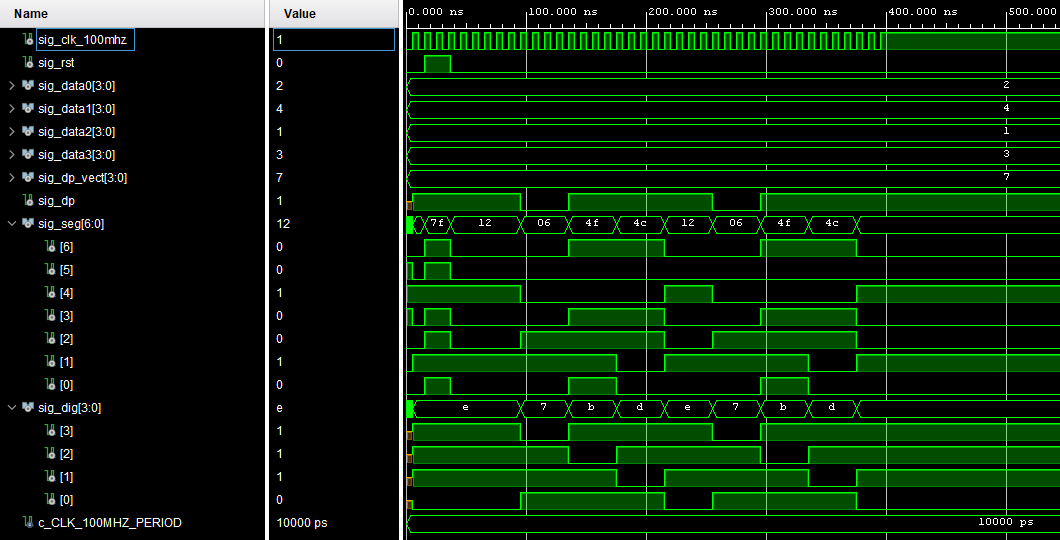 Name Value 0.000 ns 100.000 ns 200.000 ns 300.000 ns 400.000 ns 500.000
sig_clk_100mhz 1
sig_rst 0
sig_data0[3:0] 2 2
sig_data1[3:0] 4 4
sig_data2[3:0] 1 1
sig_data3[3:0] 3 3
sig_dp_vect[3:0] 7 7
sig_dp 1
sig_seg[6:0] 12 7f 12 06 4f 4c 12 06 4f 4c
[6] 0
[5] 0
[4] 1
[3] 0
[2] 0
[1] 1
[0] 0
sig_dig[3:0] e e 7 b d e 7 b d
[3] 1
[2] 1
[1] 1
[0] 0
c_CLK_100MHZ_PERIOD 10000 ps 10000 ps